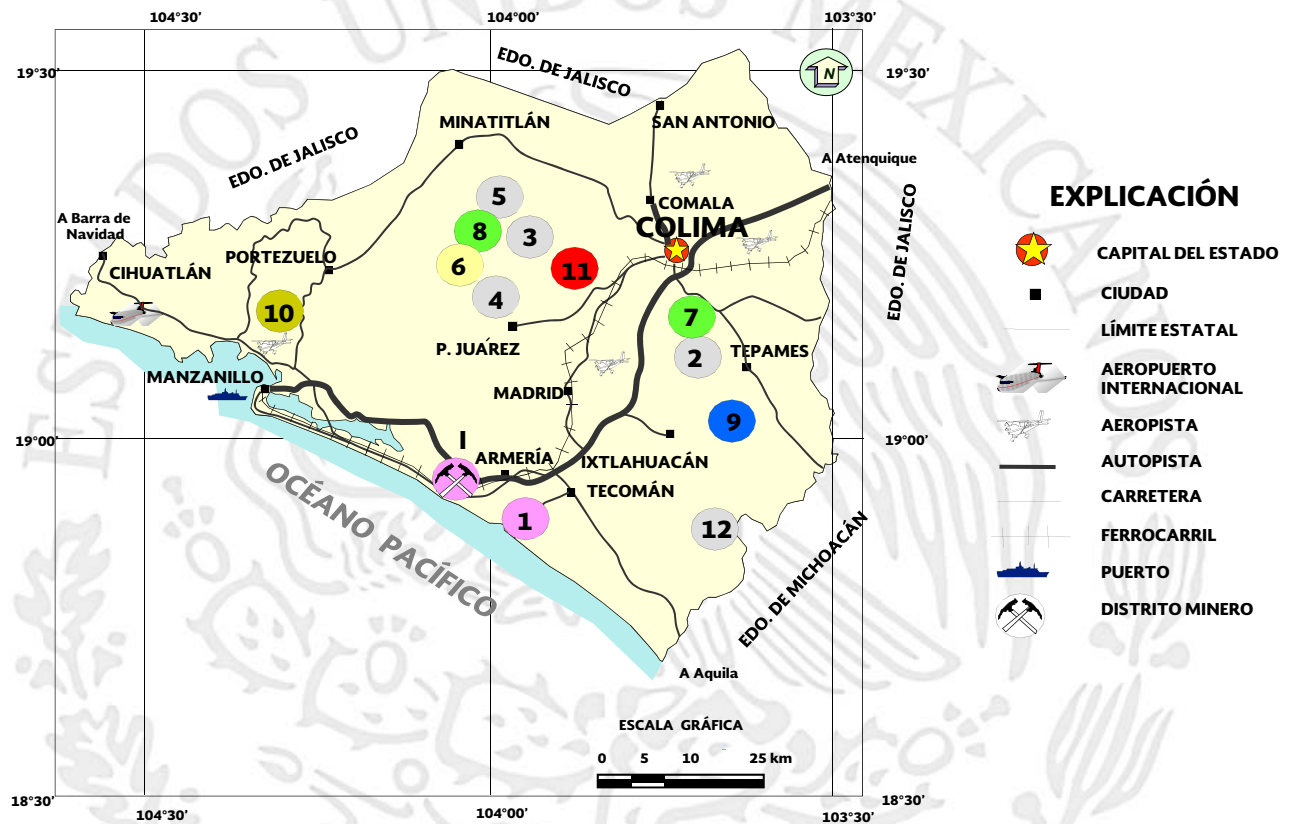 104°30’
104°00’
103°30’
19°30’
19°30’
EDO. DE JALISCO
N
MINATITLÁN
SAN ANTONIO
EDO. DE JALISCO
A Atenquique
5
COMALA
EXPLICACIÓN
A Barra de
Navidad
8
3
COLIMA
EDO. DE JALISCO
CAPITAL DEL ESTADO
CIHUATLÁN
PORTEZUELO
6
11
CIUDAD
10
4
7
LÍMITE ESTATAL
P. JUÁREZ
2
TEPAMES
MANZANILLO
MADRID
AEROPUERTO
INTERNACIONAL
9
AEROPISTA
19°00’
I
19°00’
ARMERÍA
IXTLAHUACÁN
AUTOPISTA
TECOMÁN
CARRETERA
1
12
FERROCARRIL
OCÉANO PACÍFICO
EDO. DE MICHOACÁN
PUERTO
DISTRITO MINERO
A Aquila
ESCALA GRÁFICA
0 5 10 25 km
18°30’
18°30’
104°30’
104°00’
103°30’
ESTADOS UNIDOS MEXICANOS